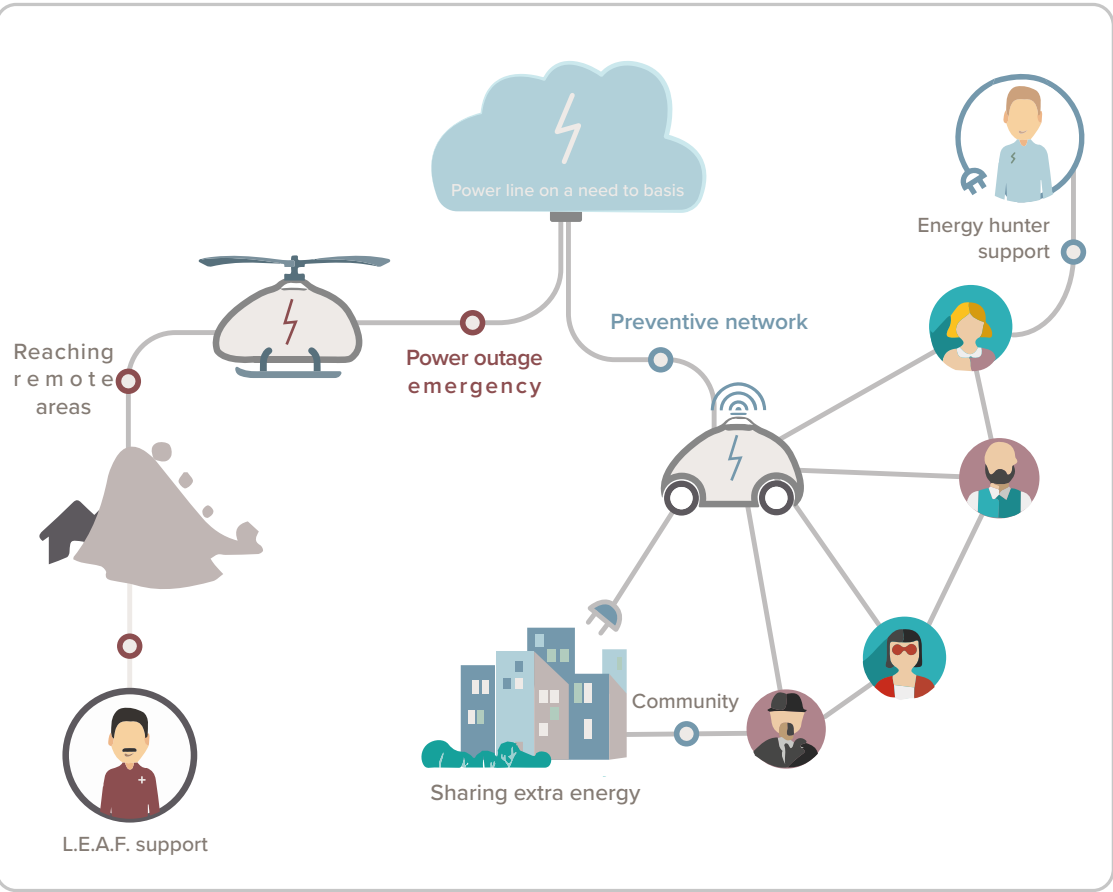 Power line on a need to basis
Energy hunter
support
Preventive network
Reaching
remote
areas
Power outage
emergency
Community
Sharing extra energy
L.E.A.F. support